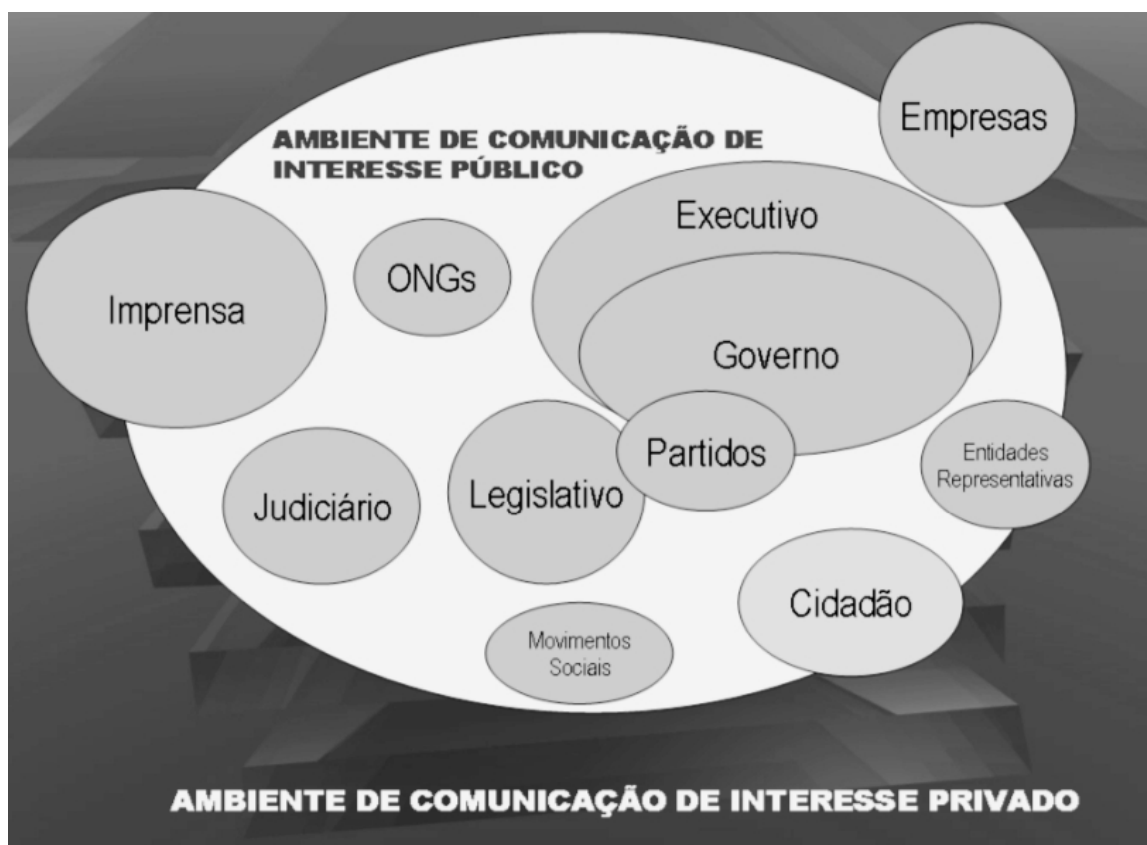 Empresas
AMBIENTE DE COMUNICAÇÃO DE
INTERESSE PÚBLICO
Executivo
ONGs
Imprensa
Governo
Partidos
Entidades
Representativas
Legislativo
Judiciário
Cidadão
Movimentos
Sociais
AMBIENTE DE COMUNICAÇÃO DE INTERESSE PRIVADO